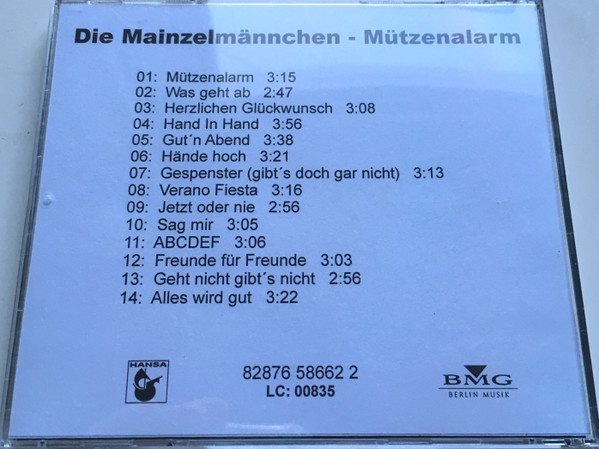 Die Mainzelmännchen - Mützenalarm
01: Mützenalarm 3:15
02: Was geht ab 2:47
03: Herzlichen Glückwunsch 3:08
04: Hand In Hand 3:56
05: Gut´n Abend 3:38
06: Hände hoch 3:21
07: Gespenster (gibt´s doch gar nicht) 3:13
08: Verano Fiesta 3:16
09: Jetzt oder nie 2:56
10: Sag mir 3:05
11: ABCDEF 3:06
12: Freunde für Freunde 3:03
13: Geht nicht gibt´s nicht 2:56
14: Alles wird gut 3:22
HANSA
82876 58662 2
LC: 00835
BMG
BERLIN MUSIK